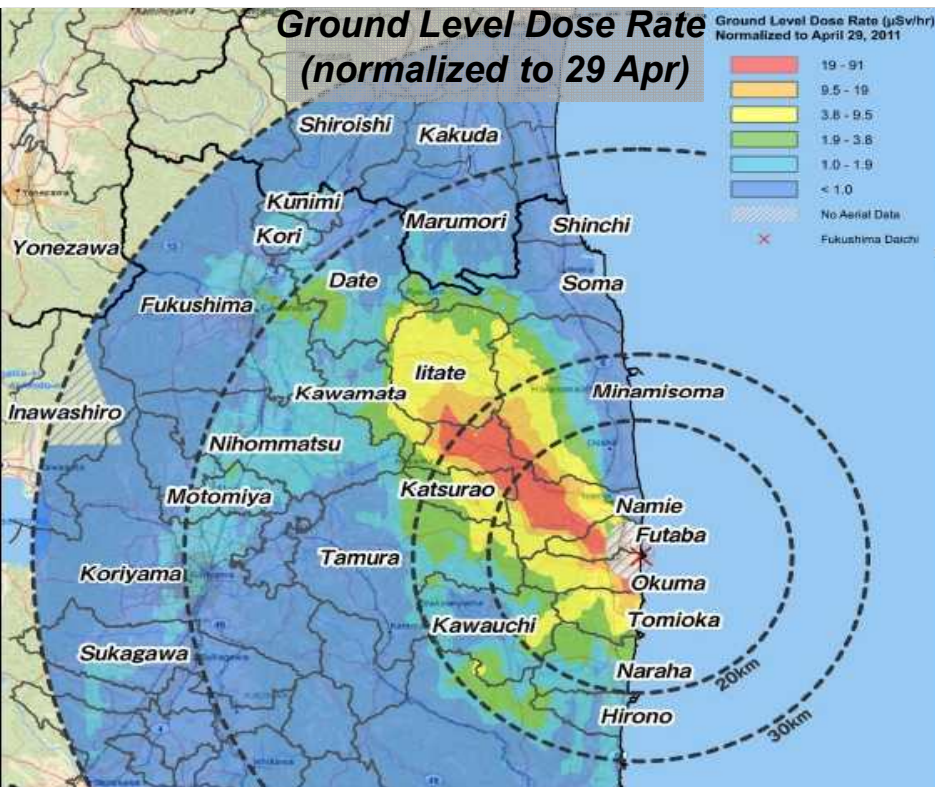 Ground Level Dose Rate
(normalized to 29 Apr)
Ground Level Dose Rate (µSv/hr)
Normalized to April 29, 2011
19 - 91
9.5 - 19
3.8 - 9.5
1.9 - 3.8
1.0 - 1.9
< 1.0
No Aerial Data
Fukushima Daichi
Shiroishi
Kakuda
Kunimi
Marumori
Shinchi
Kori
Yonezawa
Date
Soma
Fukushima
Iitate
Kawamata
Minamisoma
Inawashiro
Nihommatsu
Katsurao
Motomiya
Namie
Futaba
Tamura
Koriyama
Okuma
Tomioka
Kawauchi
Sukagawa
Naraha
20km
Hirono
30km